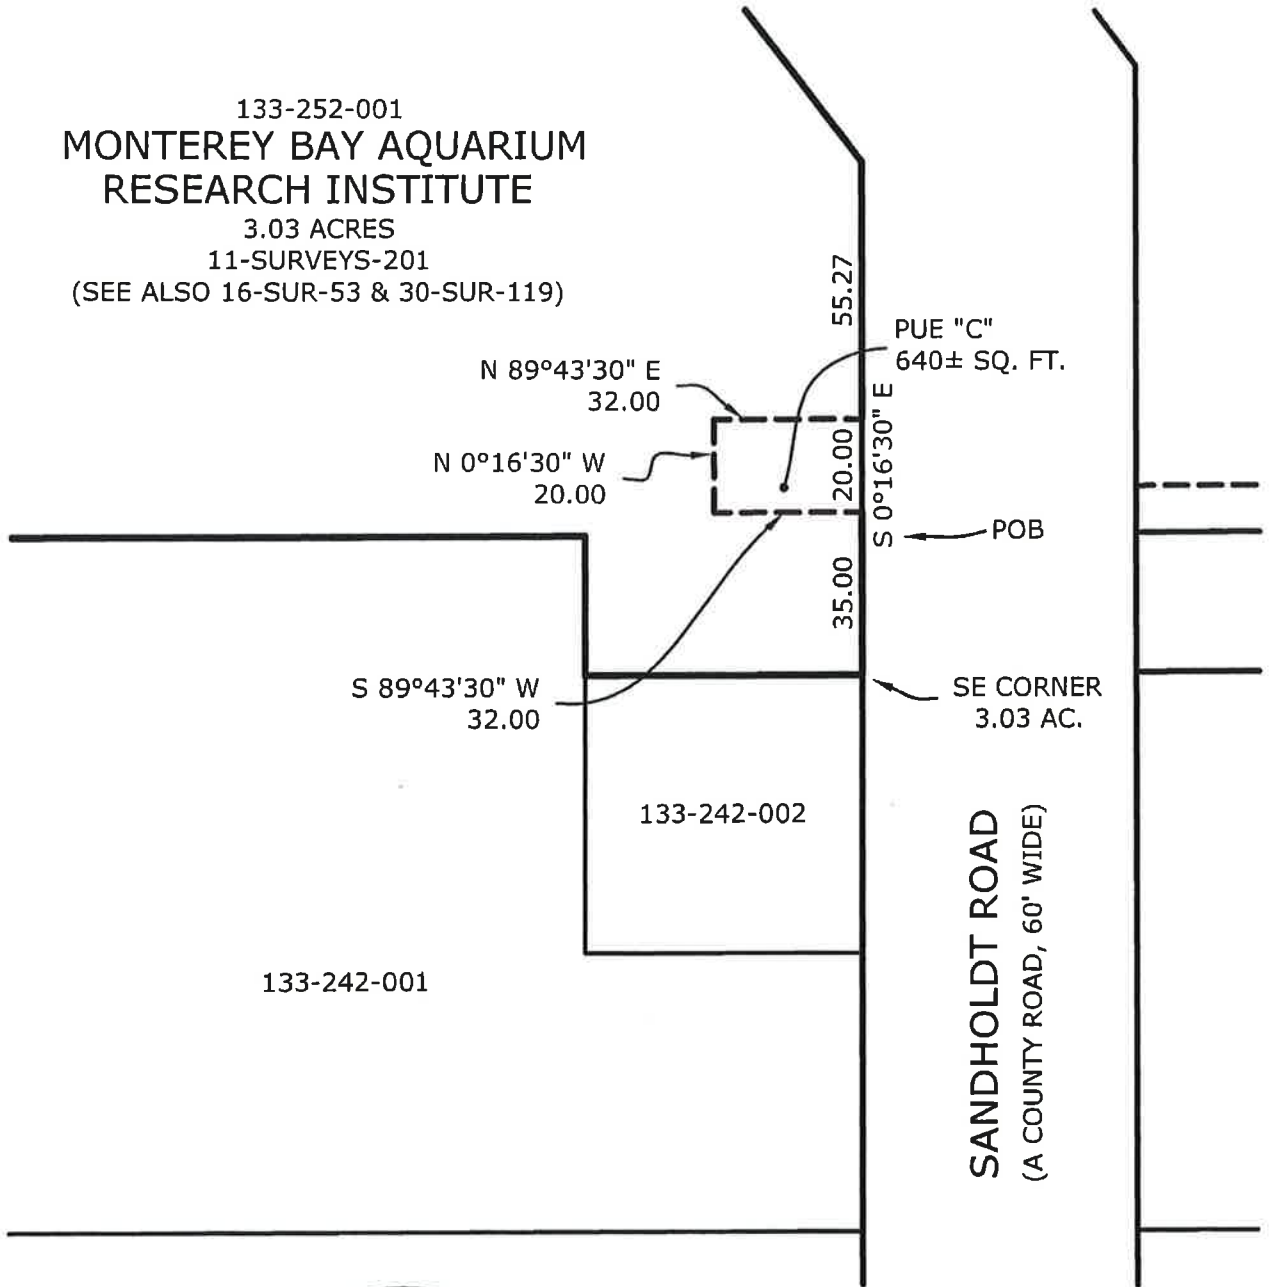 133-252-001
MONTEREY BAY AQUARIUM
RESEARCH INSTITUTE
3.03 ACRES
11-SURVEYS-201
(SEE ALSO 16-SUR-53 & 30-SUR-119)
55.27
PUE "C"
640± SQ. FT.
N 89°43'30" E
32.00
N 0°16'30" W
20.00
20.00
S 0°16'30" E
POB
35.00
S 89°43'30" W
32.00
SE CORNER
3.03 AC.
133-242-002
133-242-001
SANDHOLDT ROAD
(A COUNTY ROAD, 60' WIDE)